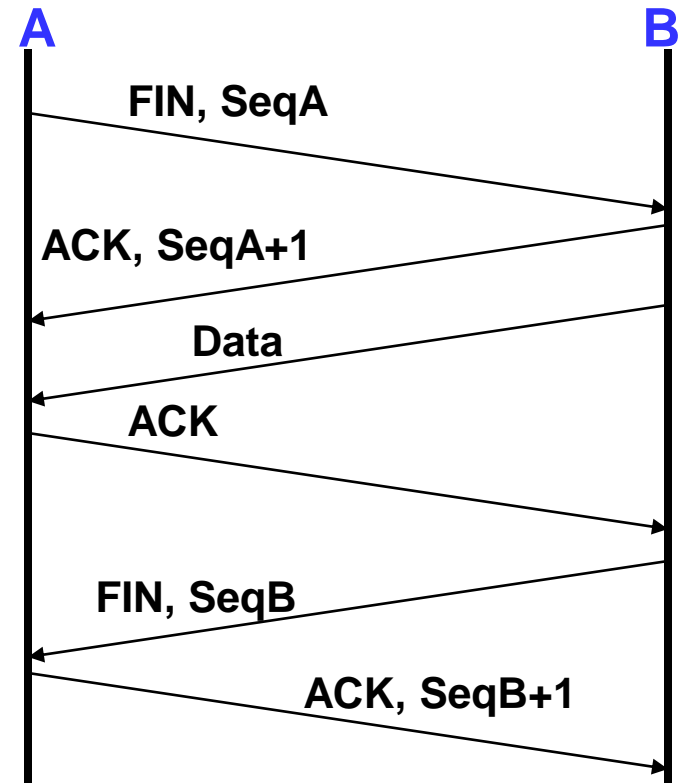 A B
FIN, SeqA
ACK, SeqA+1
Data
ACK
FIN, SeqB
ACK, SeqB+1